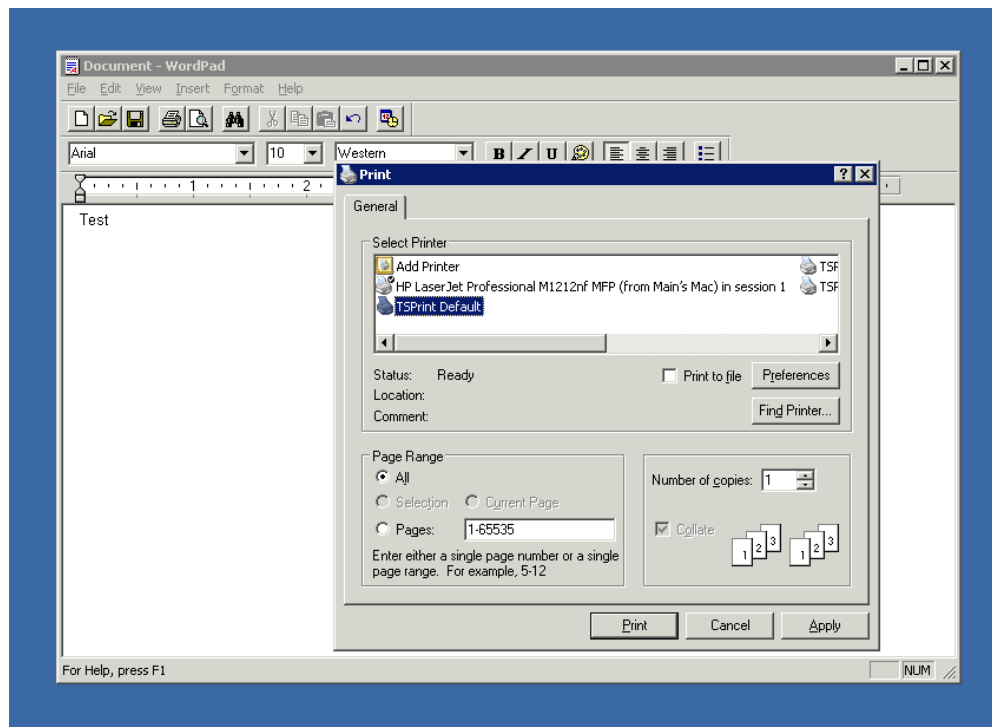 Document - WordPad
File Edit View Insert Format Help
Arial 10 Western B / U
1 2
Test
Print
General
Select Printer
Add Printer TSP
HP LaserJet Professional M1212nf MFP (from Main's Mac) in session 1 TSP
TSPrint Default
Status: Ready Print to file Preferences
Location:
Comment: Find Printer...
Page Range
All Number of copies: 1
Selection Current Page
Pages: 1-65535 Collate
1 2 3 1 2 3
Enter either a single page number or a single
page range. For example, 5-12
Print Cancel Apply
For Help, press F1 NUM